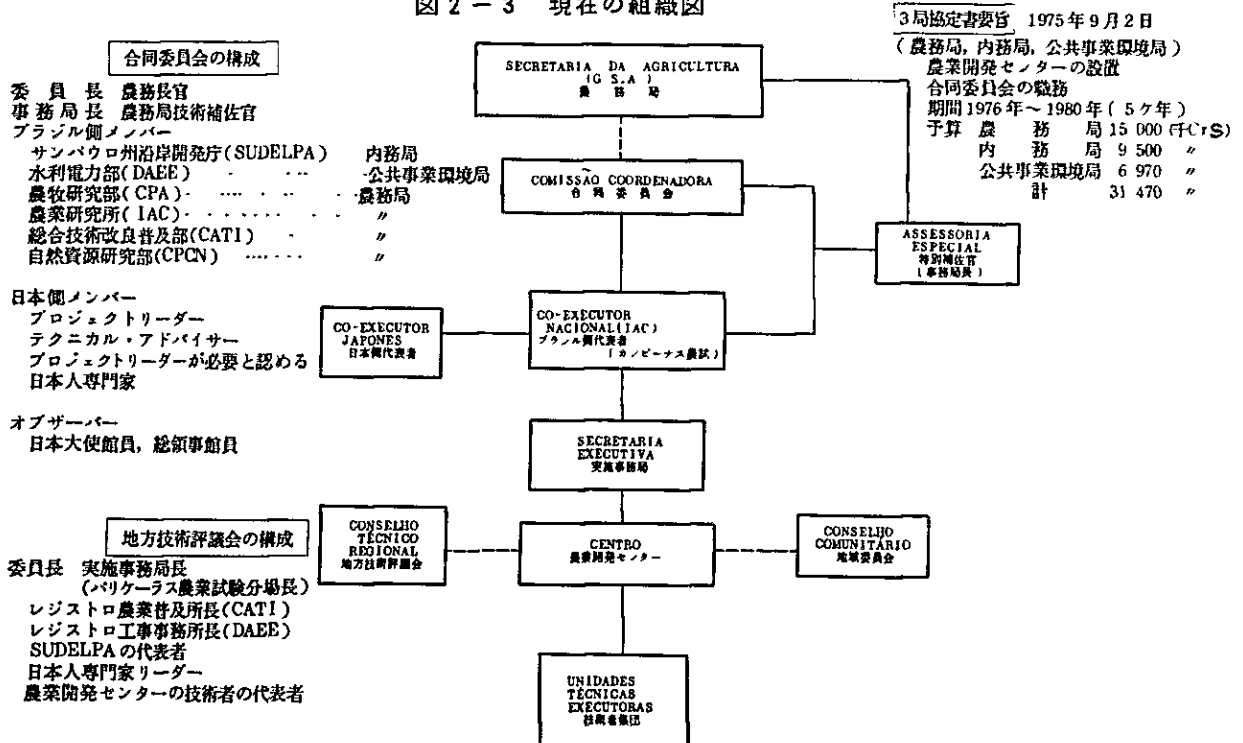 図2-3 現在の組織図
3局協定書要旨 1975年9月2日
(農務局,内務局,公共事業環境局)
農業開発センターの設置
合同委員会の職務
期間1976年~1980年(5ヶ年)
予算 農務局 15 000 (千CrS)
内務局 9 500 〃
公共事業環境局 6 970 〃
計 31 470 〃
合同委員会の構成
委員長 農務長官
事務局長 農務局技術補佐官
ブラジル側メンバー
サンパウロ州沿岸開発庁(SUDELPA) 内務局
水利電力部(DAEE) 公共事業環境局
農牧研究部(CPA) 農務局
農業研究所(IAC) 〃
総合技術改良普及部(CATI) 〃
自然資源研究部(CPCN) 〃
日本側メンバー
プロジェクトリーダー
テクニカル・アドバイサー
プロジェクトリーダーが必要と認める
日本人専門家
オブザーバー
日本大使館員,総領事館員
地方技術評議会の構成
委員長 実施事務局長
(パリケーラス農業試験分場長)
レジストロ農業普及所長(CATI)
レジストロ工事事務所長(DAEE)
SUDELPAの代表者
日本人専門家リーダー
農業開発センターの技術者の代表者
SECRETARIA DA AGRICULTURA
(G S.A)
農務局
COMISSÃO COORDENADORA
合同委員会
ASSESSORIA
ESPECIAL
特別補佐官
(事務局長)
CO-EXECUTOR
JAPONES
日本側代表者
CO-EXECUTOR
NACIONAL(IAC)
ブラジル側代表者
(カンピーナス農試)
SECRETARIA
EXECUTIVA
実施事務局
CONSELHO
TÉCNICO
REGIONAL
地方技術評議会
CENTRO
農業開発センター
CONSELHO
COMUNITÁRIO
地域委員会
UNIDADES
TÉCNICAS
EXECUTORAS
技術者集団